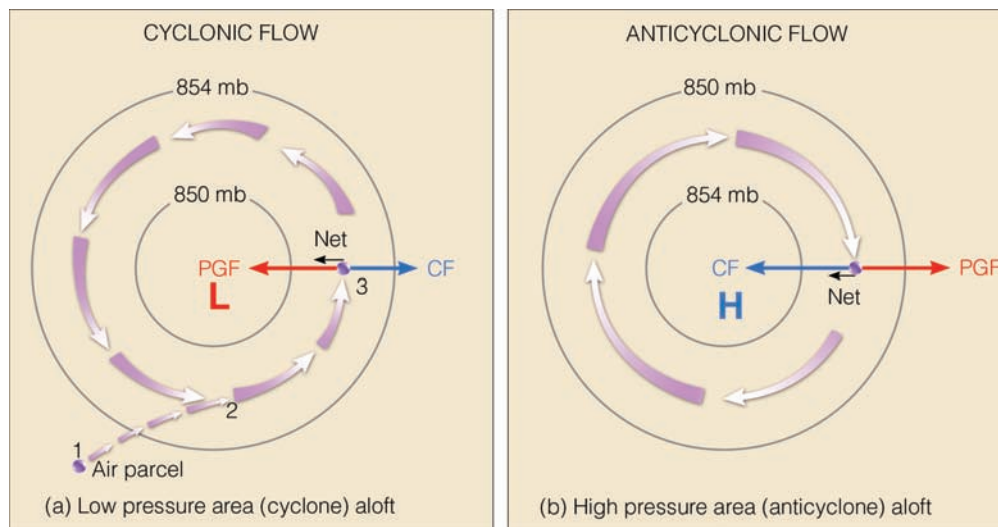 CYCLONIC FLOW
854 mb
850 mb
Net
PGF
CF
L
3
2
1
Air parcel
(a) Low pressure area (cyclone) aloft
ANTICYCLONIC FLOW
850 mb
854 mb
CF
PGF
Net
H
(b) High pressure area (anticyclone) aloft